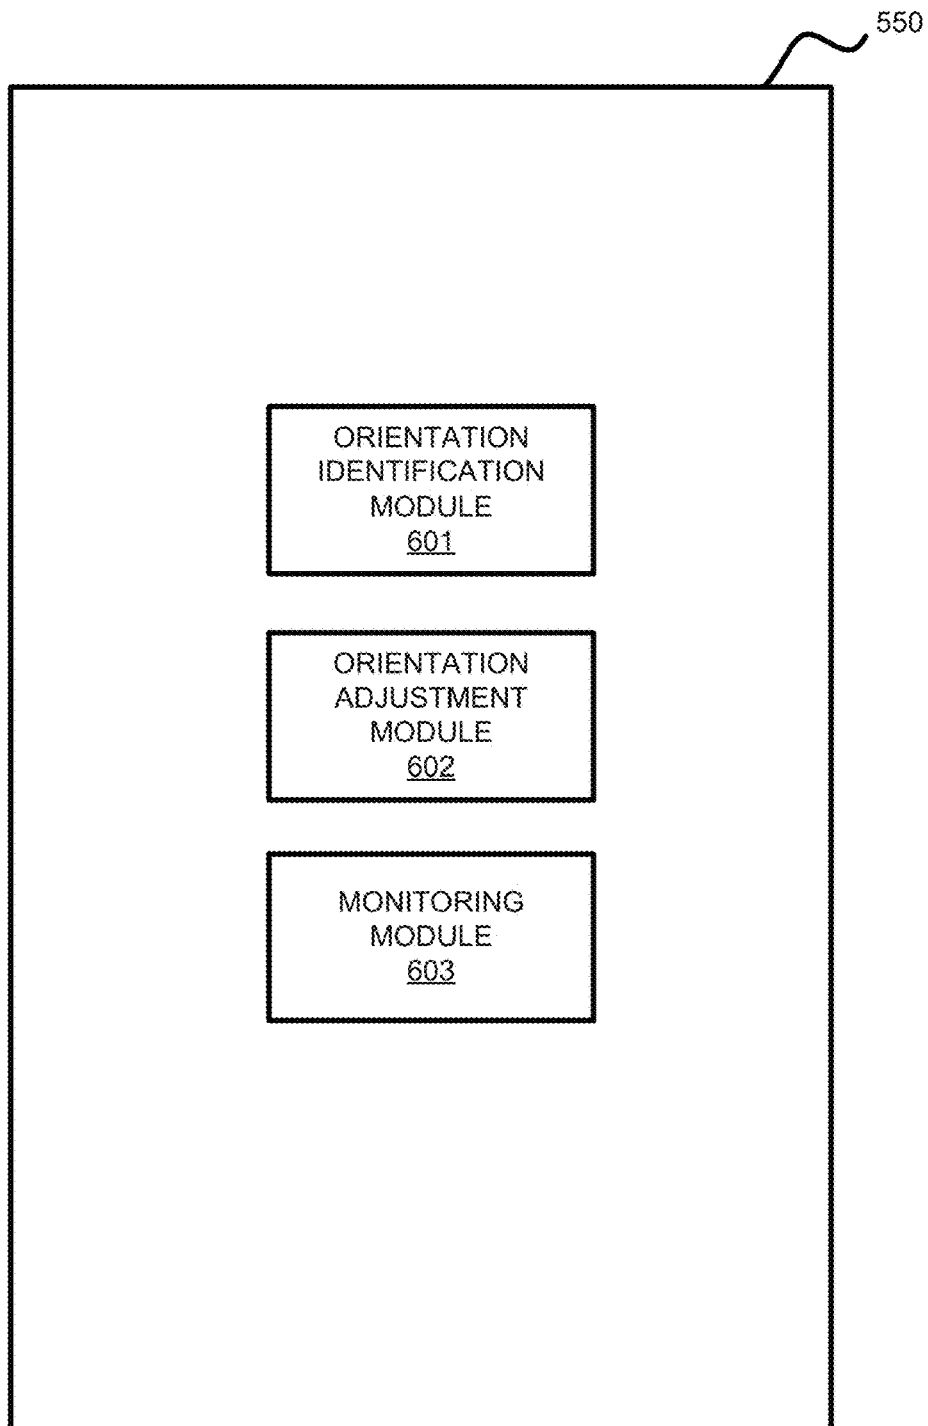 550
ORIENTATION
IDENTIFICATION
MODULE
601
ORIENTATION
ADJUSTMENT
MODULE
602
MONITORING
MODULE
603